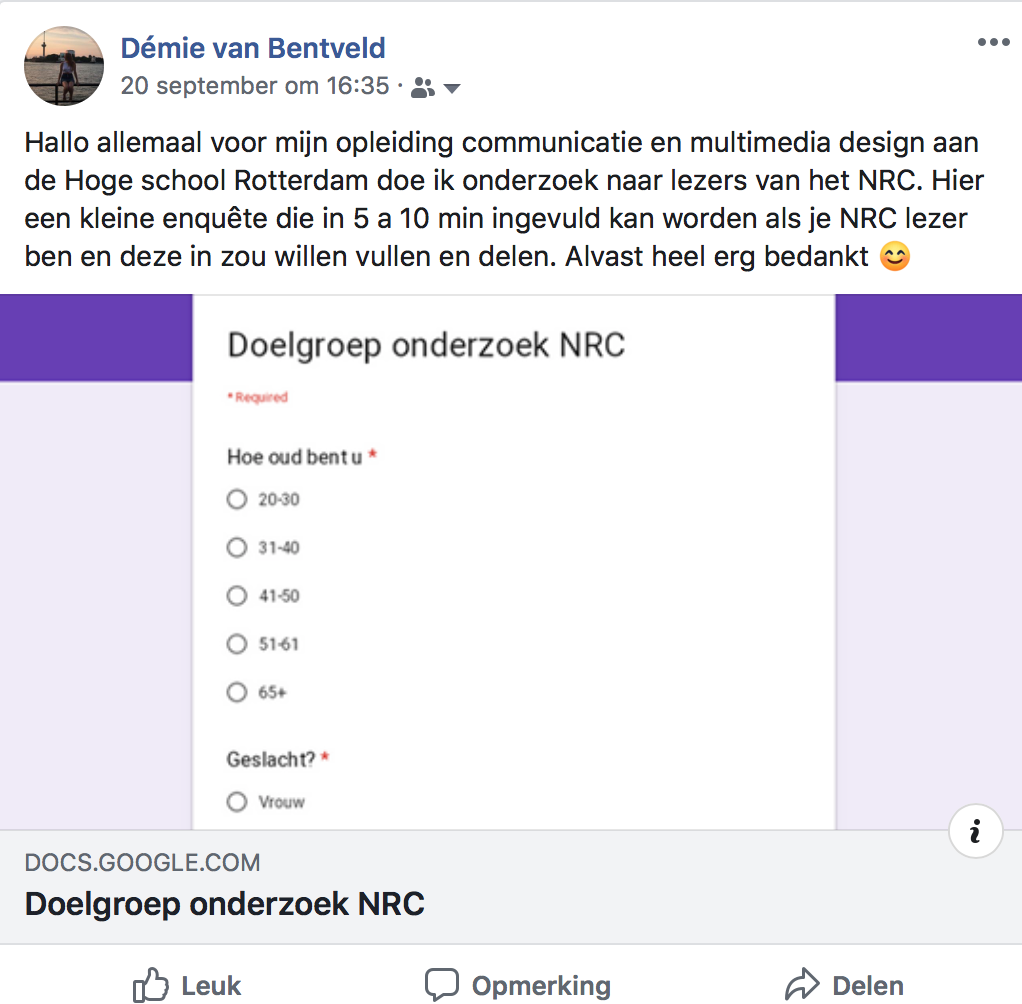 Démie van Bentveld
20 september om 16:35 ·
Hallo allemaal voor mijn opleiding communicatie en multimedia design aan
de Hoge school Rotterdam doe ik onderzoek naar lezers van het NRC. Hier
een kleine enquête die in 5 a 10 min ingevuld kan worden als je NRC lezer
ben en deze in zou willen vullen en delen. Alvast heel erg bedankt 😊
Doelgroep onderzoek NRC
* Required
Hoe oud bent u *
20-30
31-40
41-50
51-61
65+
Geslacht? *
Vrouw
i
DOCS.GOOGLE.COM
Doelgroep onderzoek NRC
Leuk Opmerking Delen